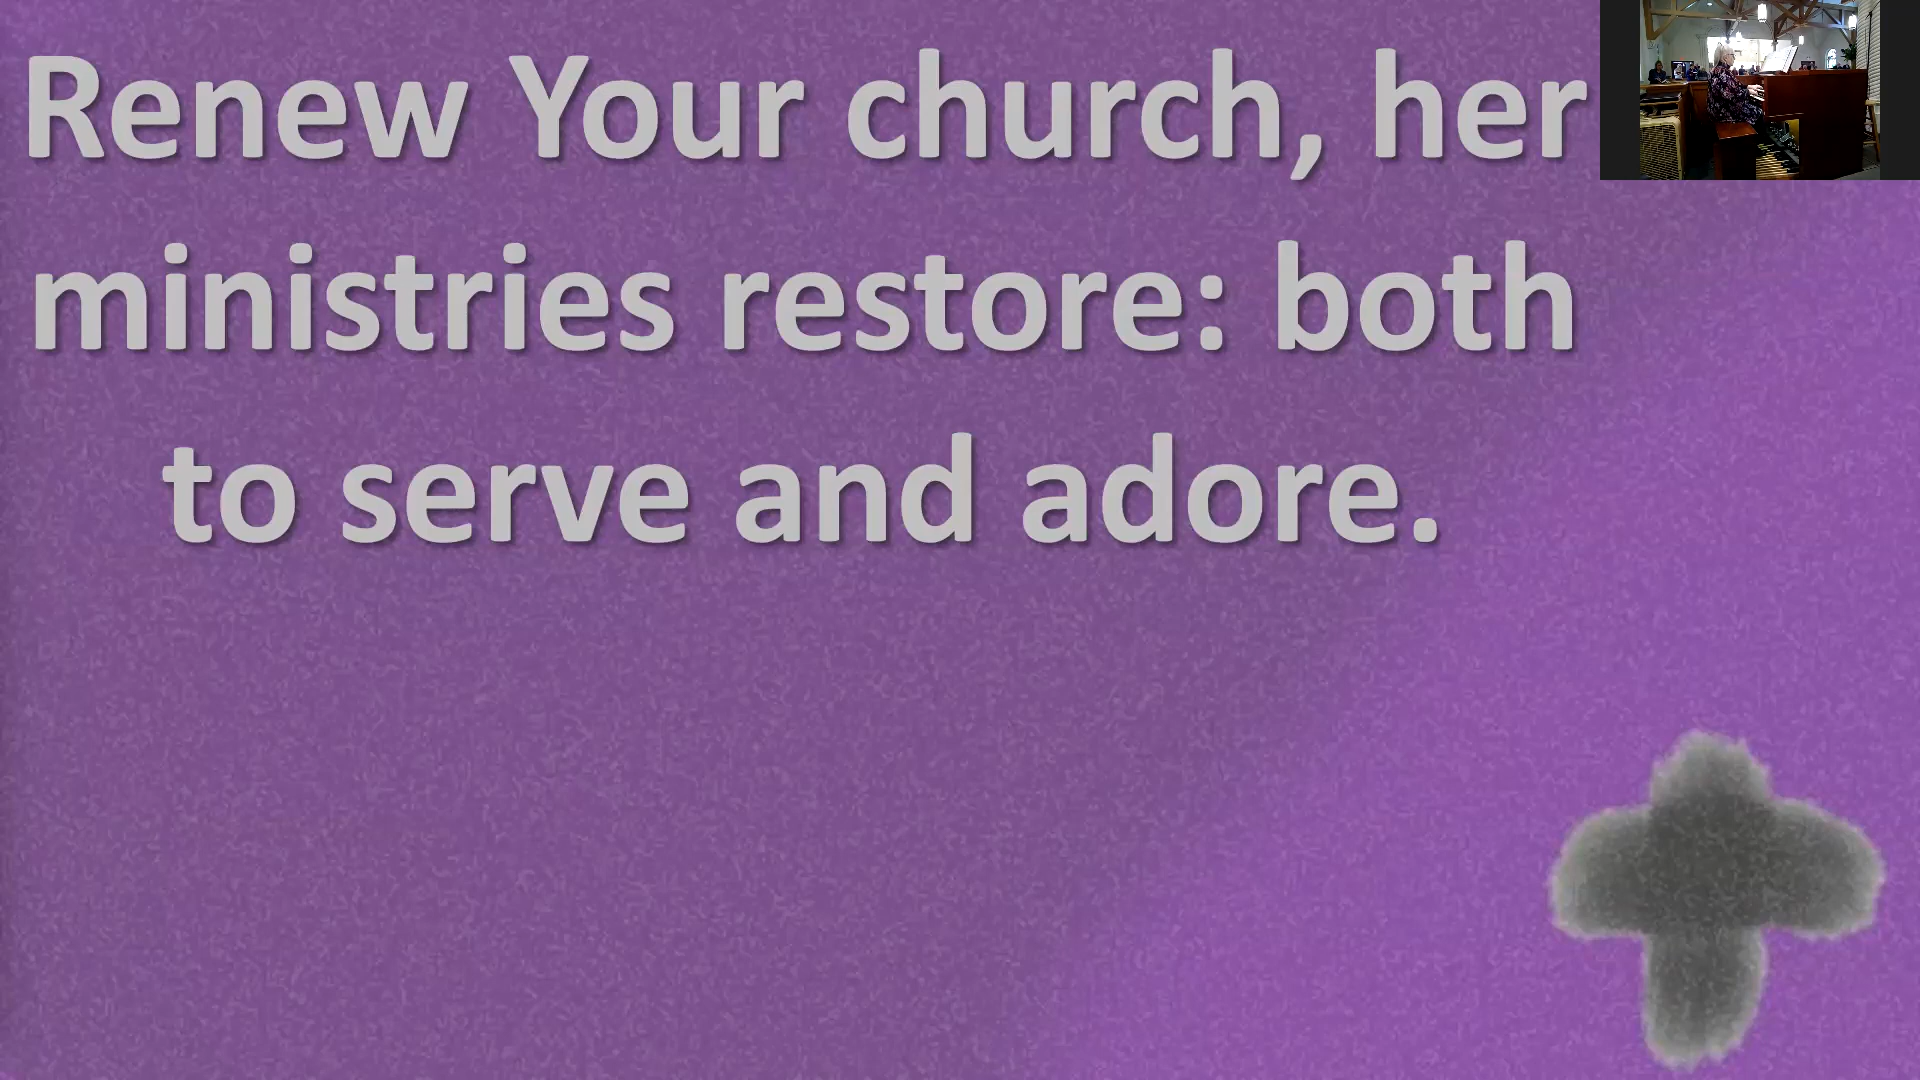 Renew Your church, her
ministries restore: both
to serve and adore.